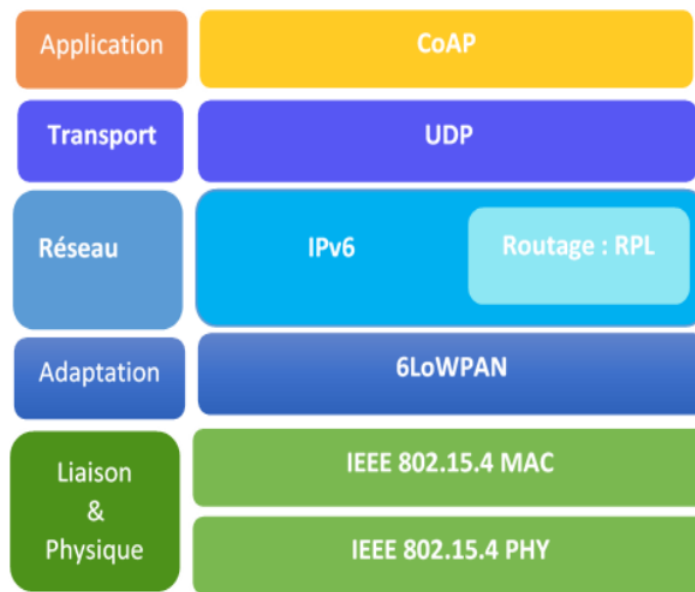 Application
CoAP
Transport
UDP
Réseau
IPv6
Routage : RPL
Adaptation
6LoWPAN
Liaison
&
Physique
IEEE 802.15.4 MAC
IEEE 802.15.4 PHY